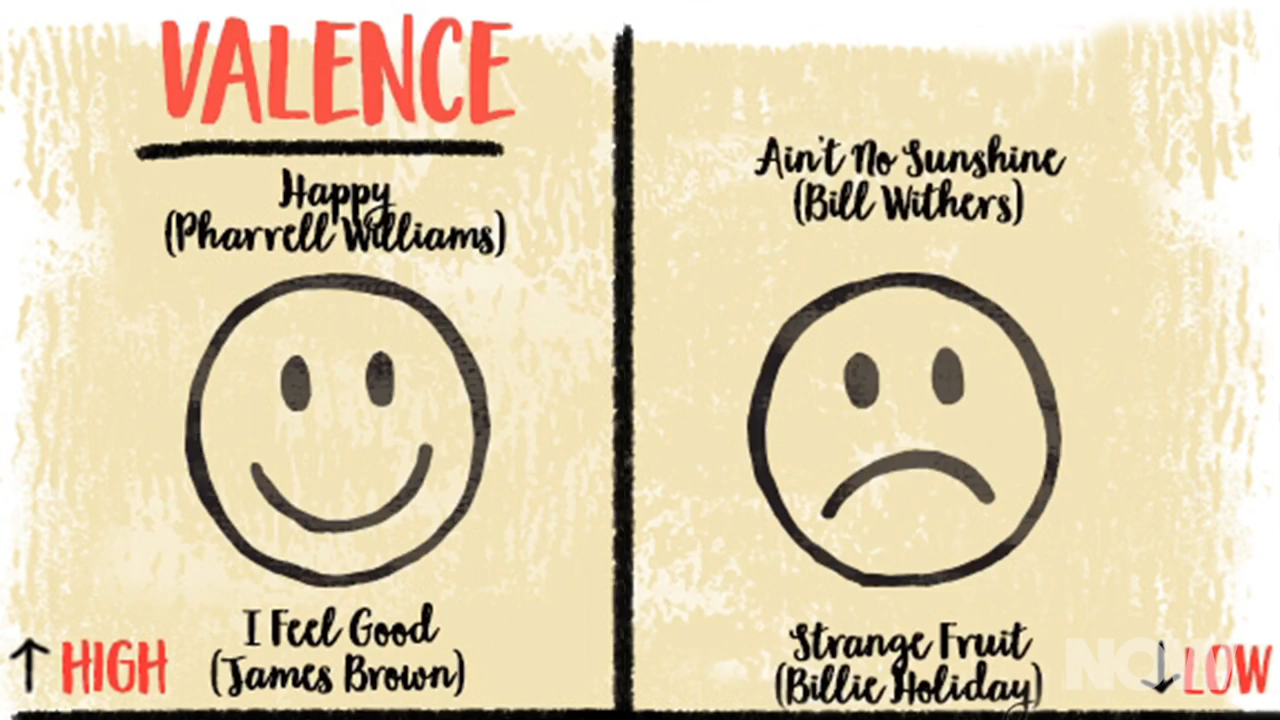 VALENCE
Happy
(Pharrell Williams)
I Feel Good
(James Brown)
↑ HIGH
Ain't No Sunshine
(Bill Withers)
Strange Fruit
(Billie Holiday)
↓ LOW